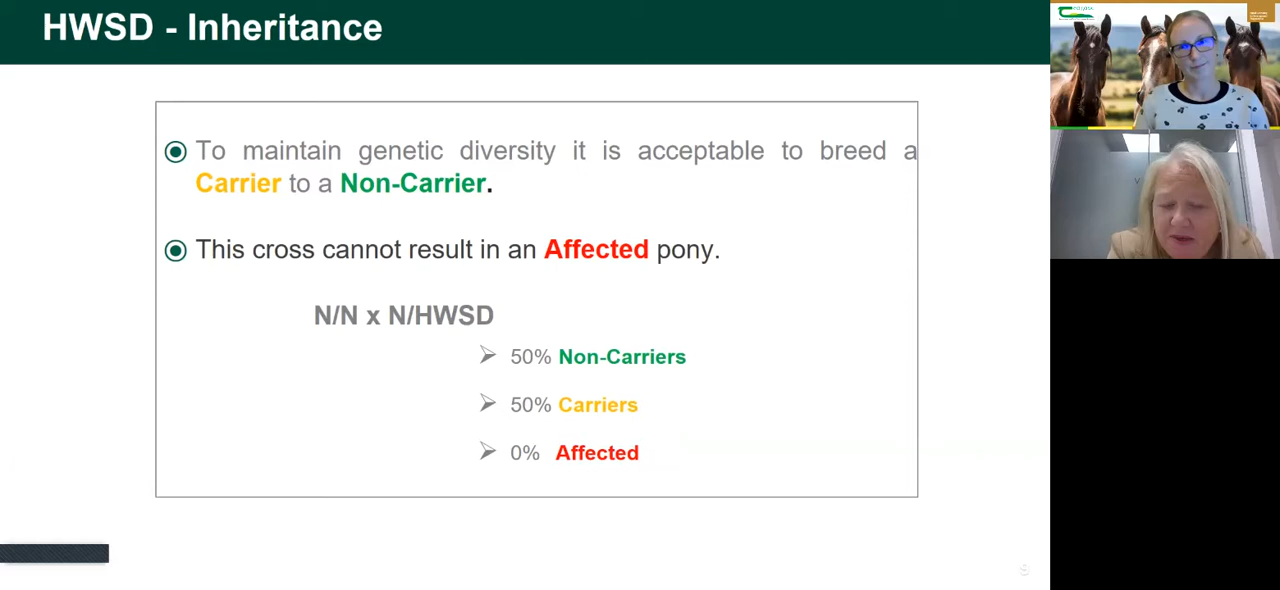 HWSD - Inheritance
To maintain genetic diversity it is acceptable to breed a
Carrier to a Non-Carrier.
This cross cannot result in an Affected pony.
N/N x N/HWSD
50% Non-Carriers
50% Carriers
0% Affected
9